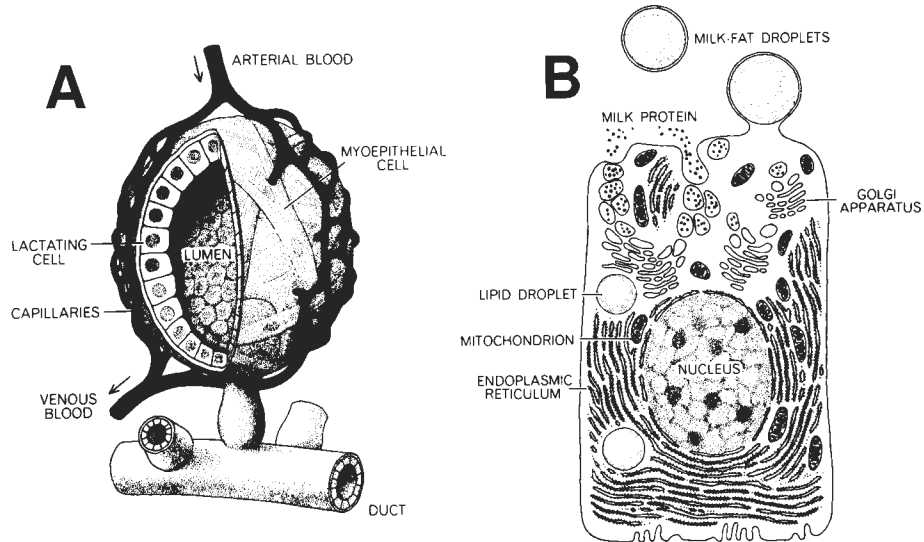 A
ARTERIAL BLOOD
MYOEPITHELIAL
CELL
LACTATING
CELL
LUMEN
CAPILLARIES
VENOUS
BLOOD
DUCT
B
MILK-FAT DROPLETS
MILK PROTEIN
GOLGI
APPARATUS
LIPID DROPLET
MITOCHONDRION
NUCLEUS
ENDOPLASMIC
RETICULUM